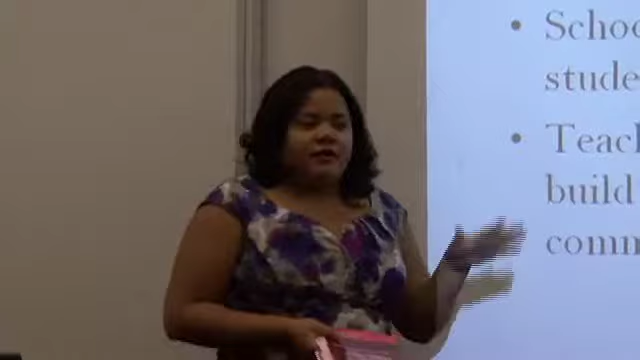 • Schoo
stude
• Teach
build
comm